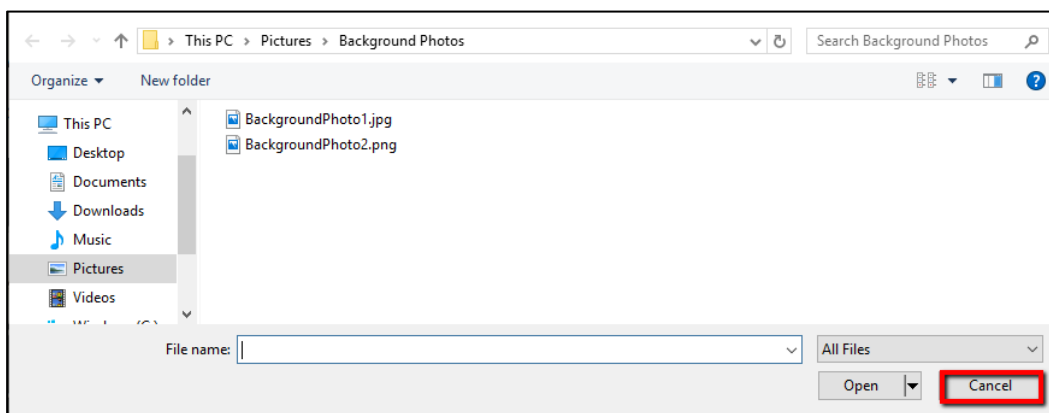 This PC > Pictures > Background Photos
Search Background Photos
Organize
New folder
This PC
BackgroundPhoto1.jpg
BackgroundPhoto2.png
Desktop
Documents
Downloads
Music
Pictures
Videos
File name:
All Files
Open
Cancel